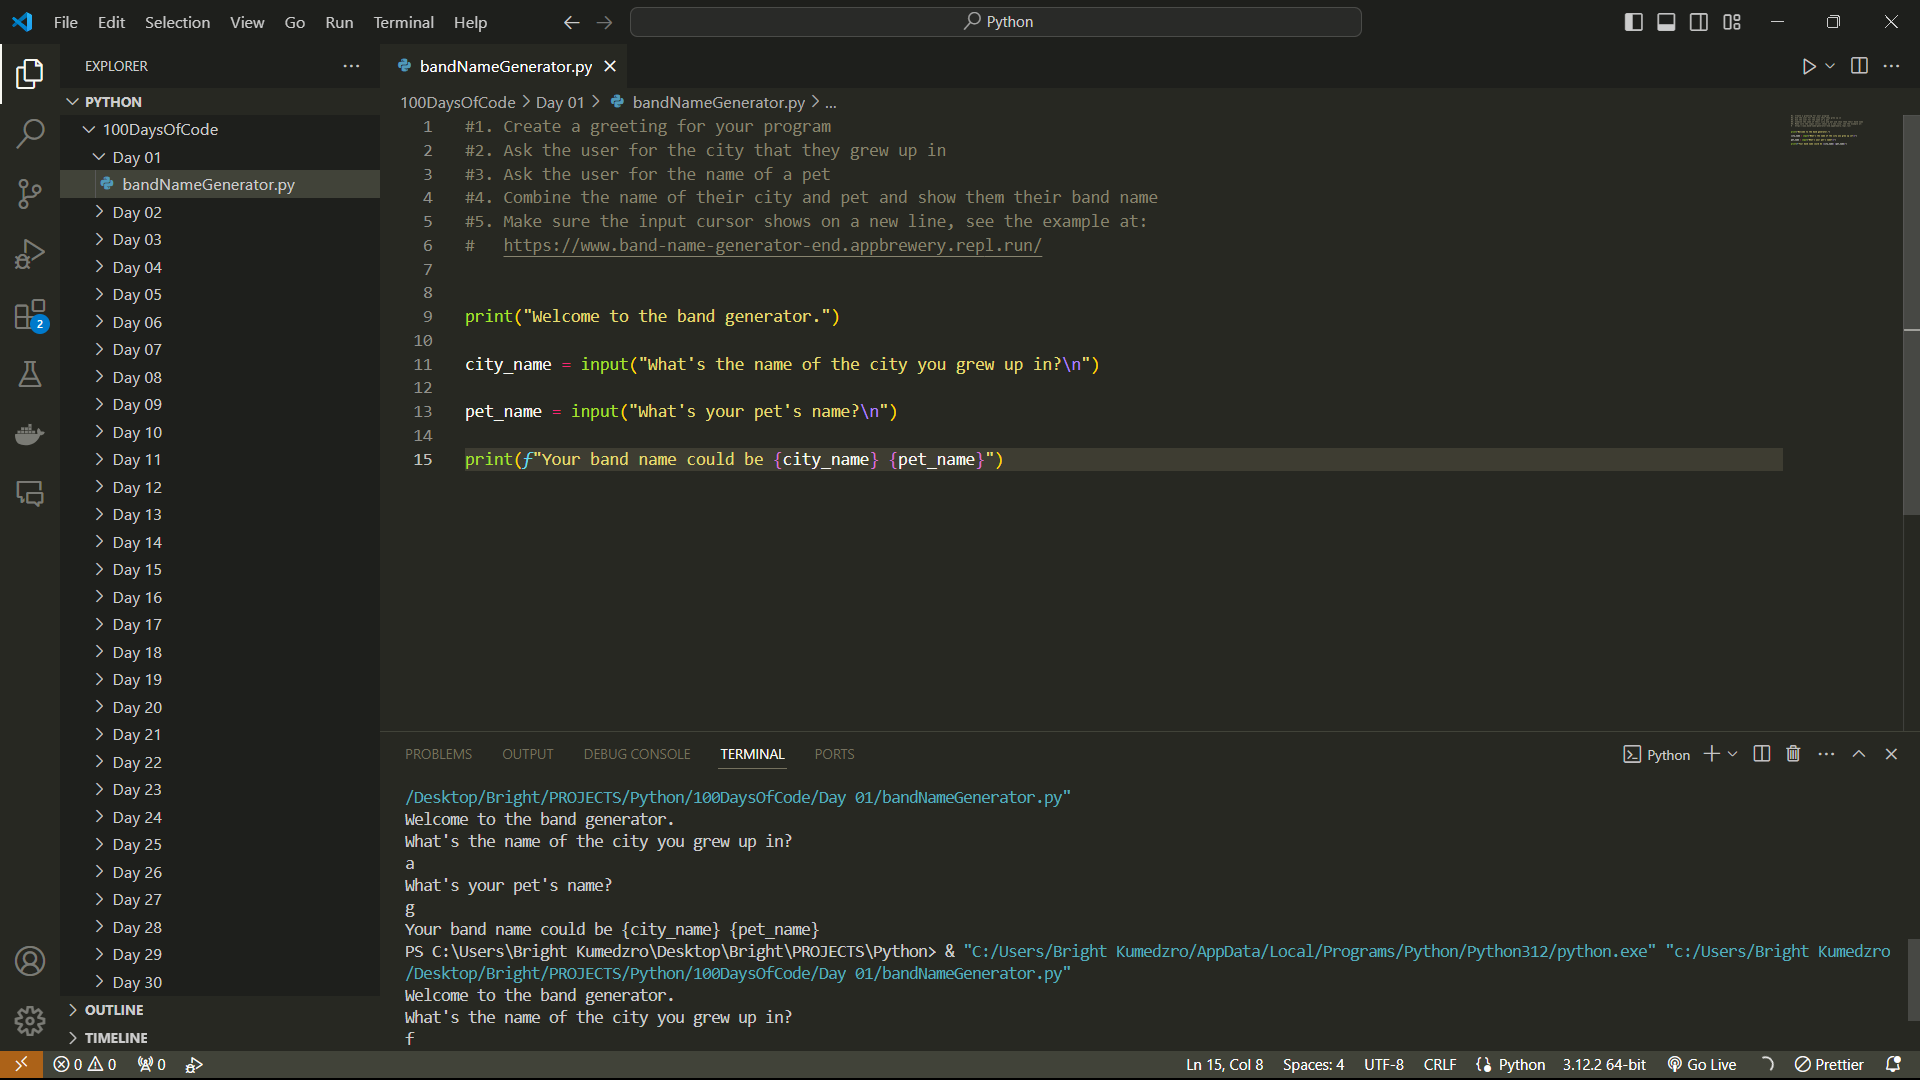 File Edit Selection View Go Run Terminal Help
Python
EXPLORER
bandNameGenerator.py
PYTHON
100DaysOfCode
Day 01
bandNameGenerator.py
Day 02
Day 03
Day 04
Day 05
Day 06
Day 07
Day 08
Day 09
Day 10
Day 11
Day 12
Day 13
Day 14
Day 15
Day 16
Day 17
Day 18
Day 19
Day 20
Day 21
Day 22
Day 23
Day 24
Day 25
Day 26
Day 27
Day 28
Day 29
Day 30
OUTLINE
TIMELINE
2
100DaysOfCode > Day 01 > bandNameGenerator.py > ...
1 #1. Create a greeting for your program
2 #2. Ask the user for the city that they grew up in
3 #3. Ask the user for the name of a pet
4 #4. Combine the name of their city and pet and show them their band name
5 #5. Make sure the input cursor shows on a new line, see the example at:
6 #   https://www.band-name-generator-end.appbrewery.repl.run/
7
8
9 print("Welcome to the band generator.")
10
11 city_name = input("What's the name of the city you grew up in?\n")
12
13 pet_name = input("What's your pet's name?\n")
14
15 print(f"Your band name could be {city_name} {pet_name}")
PROBLEMS OUTPUT DEBUG CONSOLE TERMINAL PORTS
Python
/Desktop/Bright/PROJECTS/Python/100DaysOfCode/Day 01/bandNameGenerator.py"
Welcome to the band generator.
What's the name of the city you grew up in?
a
What's your pet's name?
g
Your band name could be {city_name} {pet_name}
PS C:\Users\Bright Kumedzro\Desktop\Bright\PROJECTS\Python> & "C:/Users/Bright Kumedzro/AppData/Local/Programs/Python/Python312/python.exe" "c:/Users/Bright Kumedzro
/Desktop/Bright/PROJECTS/Python/100DaysOfCode/Day 01/bandNameGenerator.py"
Welcome to the band generator.
What's the name of the city you grew up in?
f
0 0 0 Ln 15, Col 8 Spaces: 4 UTF-8 CRLF Python 3.12.2 64-bit Go Live Prettier